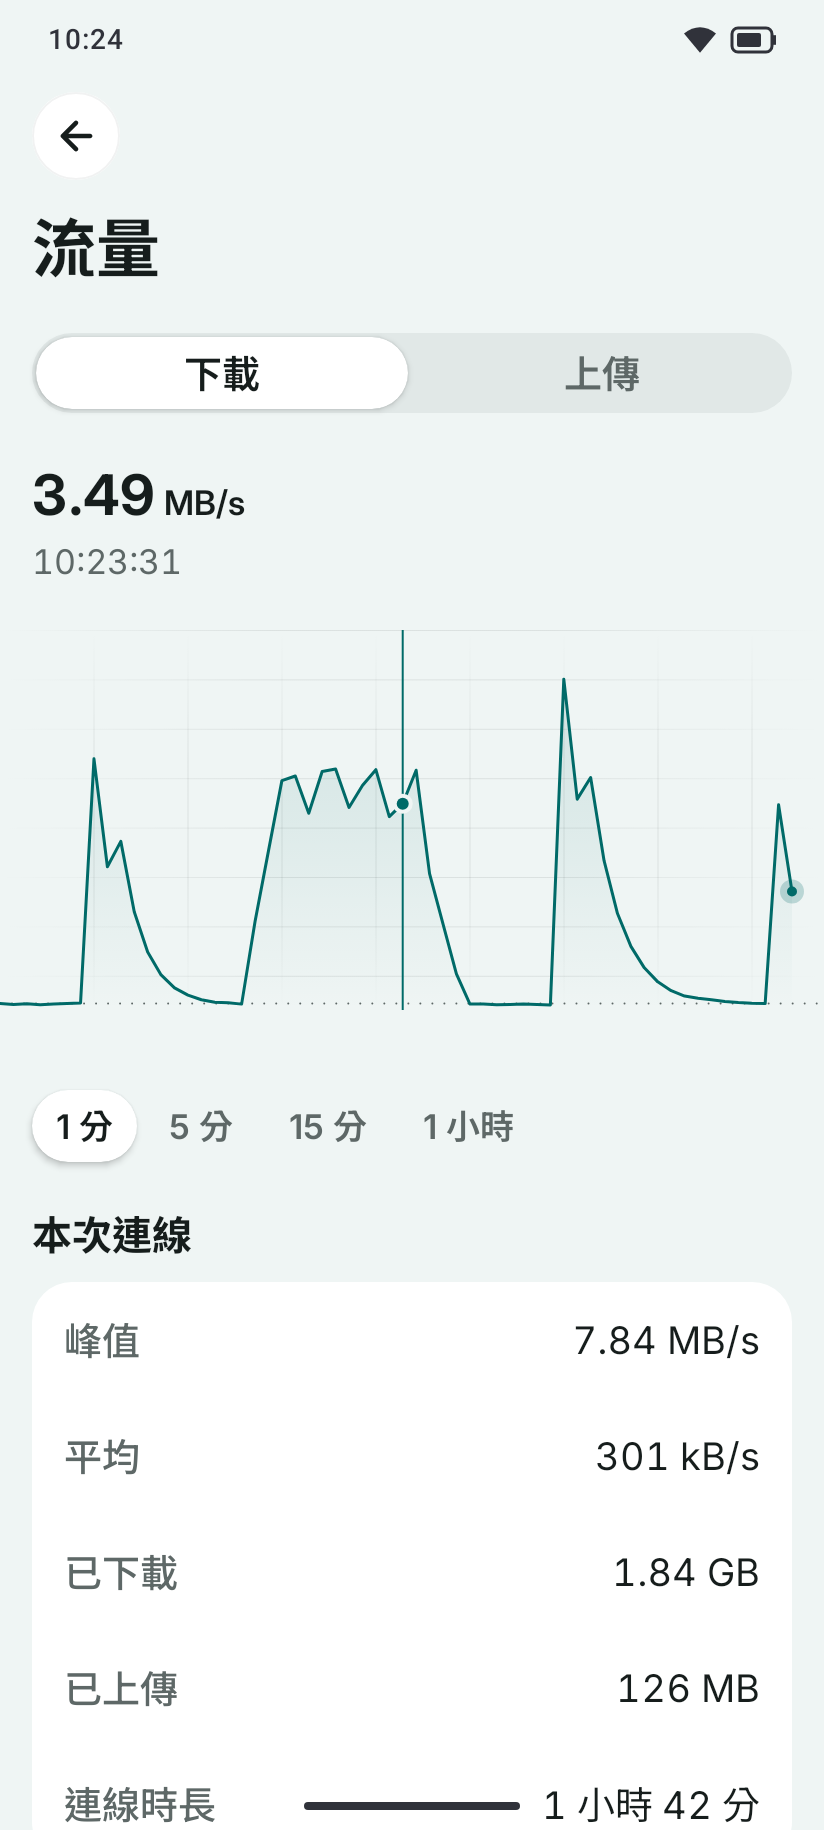 10:24
流量
下載
上傳
3.49 MB/s
10:23:31
1 分
5 分
15 分
1 小時
本次連線
峰值
7.84 MB/s
平均
301 kB/s
已下載
1.84 GB
已上傳
126 MB
連線時長
1 小時 42 分